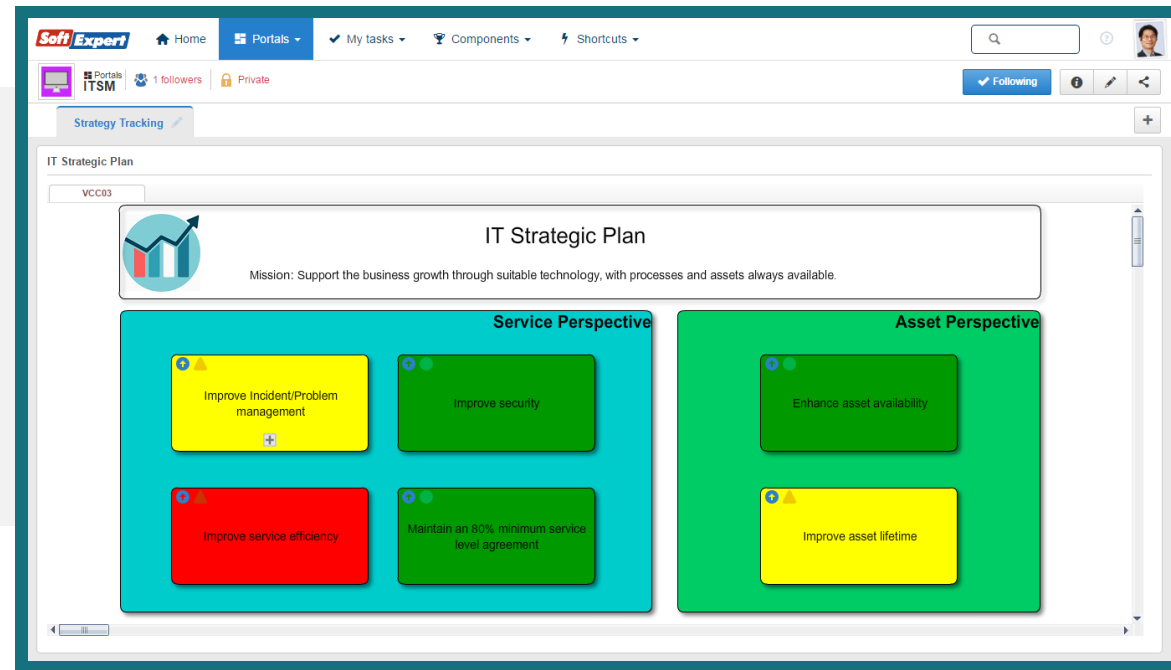 Soft Expert Home Portals My tasks Components Shortcuts
Portals
ITSM 1 followers Private Following
Strategy Tracking
IT Strategic Plan
VCC03
IT Strategic Plan
Mission: Support the business growth through suitable technology, with processes and assets always available.
Service Perspective
Asset Perspective
Improve Incident/Problem
management
Improve security
Enhance asset availability
Improve service efficiency
Maintain an 80% minimum service
level agreement
Improve asset lifetime